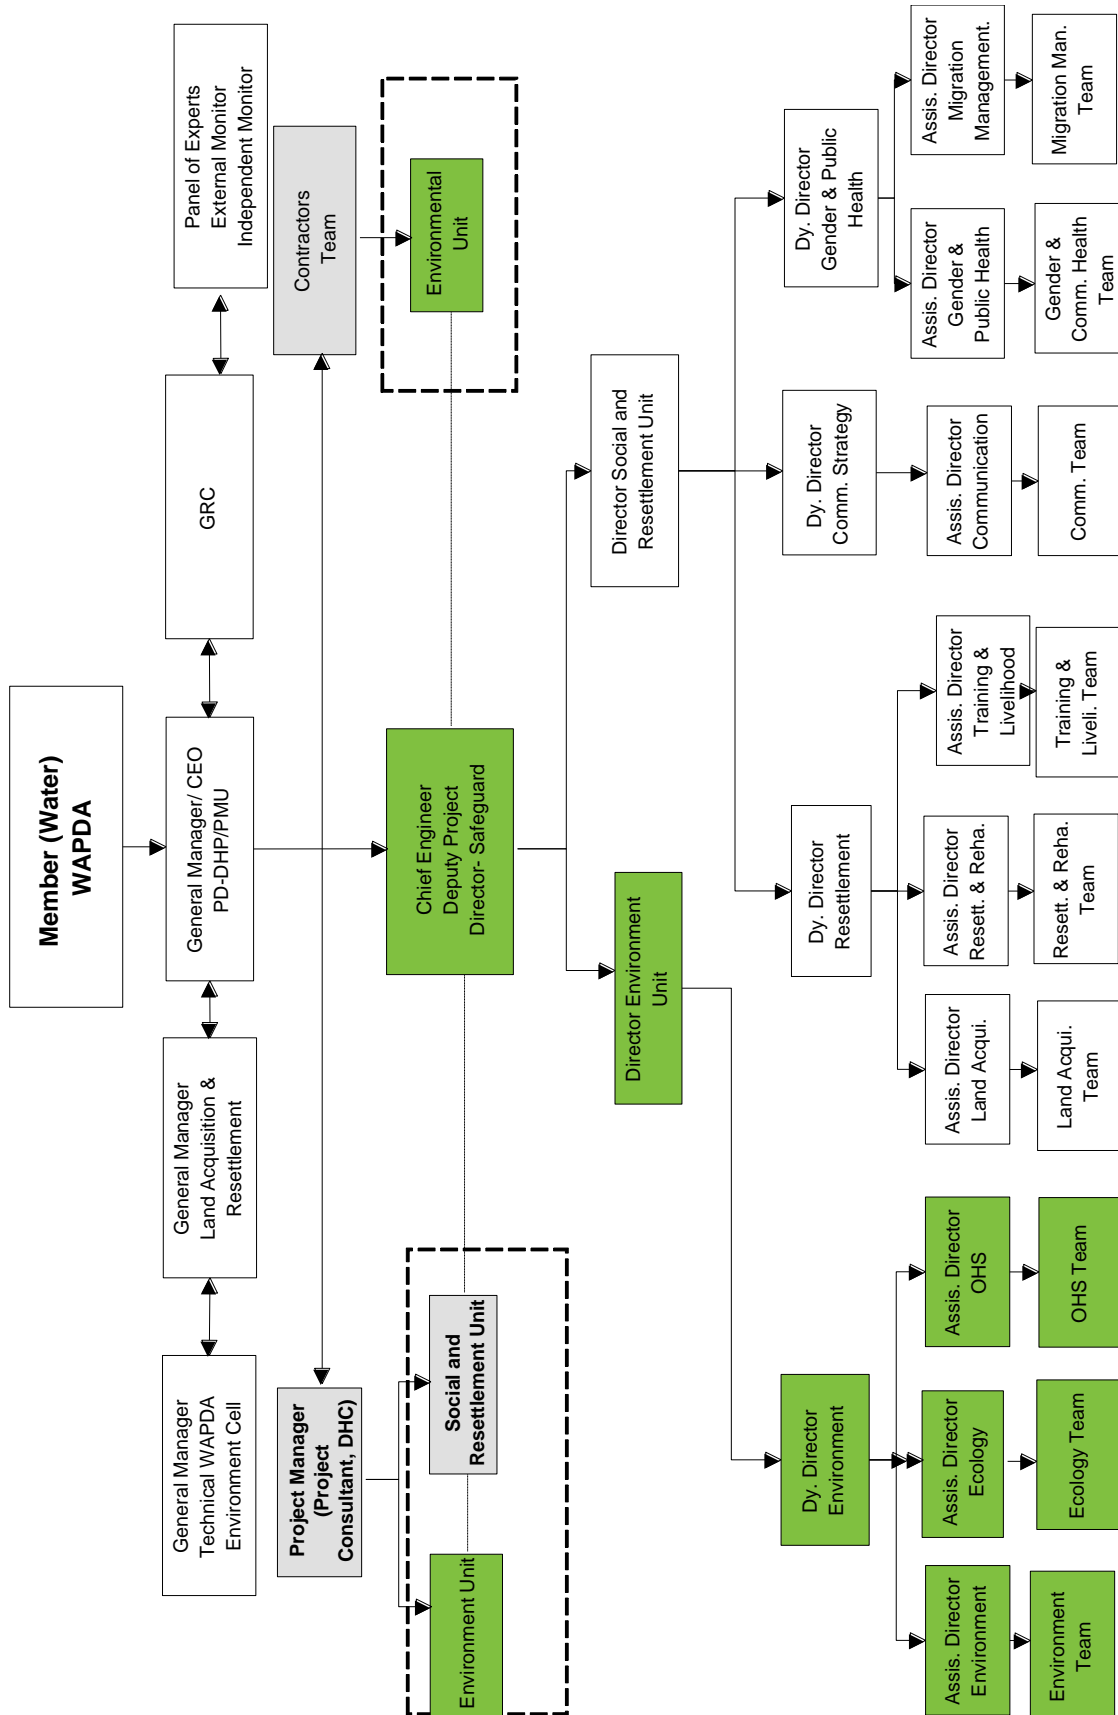 Member (Water)
WAPDA
General Manager
Technical WAPDA
Environment Cell
General Manager
Land Acquisition &
Resettlement
General Manager/ CEO
PD-DHP/PMU
GRC
Panel of Experts
External Monitor
Independent Monitor
Project Manager
(Project
Consultant, DHC)
Contractors
Team
Environment Unit
Social and
Resettlement Unit
Chief Engineer
Deputy Project
Director- Safeguard
Environmental
Unit
Director Environment
Unit
Director Social and
Resettlement Unit
Dy. Director
Environment
Dy. Director
Resettlement
Dy. Director
Comm. Strategy
Dy. Director
Gender & Public
Health
Assis. Director
Environment
Assis. Director
Ecology
Assis. Director
OHS
Assis. Director
Land Acqui.
Assis. Director
Resett. & Reha.
Assis. Director
Training &
Livelihood
Assis. Director
Communication
Assis. Director
Gender &
Public Health
Assis. Director
Migration
Management.
Environment
Team
Ecology Team
OHS Team
Land Acqui.
Team
Resett. & Reha.
Team
Training &
Liveli. Team
Comm. Team
Gender &
Comm. Health
Team
Migration Man.
Team